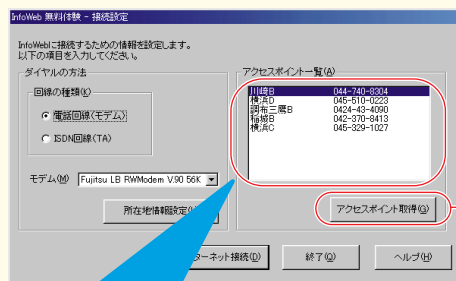 InfoWeb 無料体験 - 接続設定
InfoWebに接続するための情報を設定します。
以下の項目を入力してください。
ダイヤルの方法
回線の種類(K)
電話回線(モデム)
ISDN回線(TA)
モデム(M) Fujitsu LB RWModem V.90 56K
所在地情報設定
アクセスポイント一覧(A)
川崎B 044-740-8304
横浜D 045-510-0223
調布三鷹B 0424-43-4090
稲城B 042-370-8413
横浜C 045-329-1027
アクセスポイント取得(G)
ターネット接続(D)
終了(Q)
ヘルプ(H)